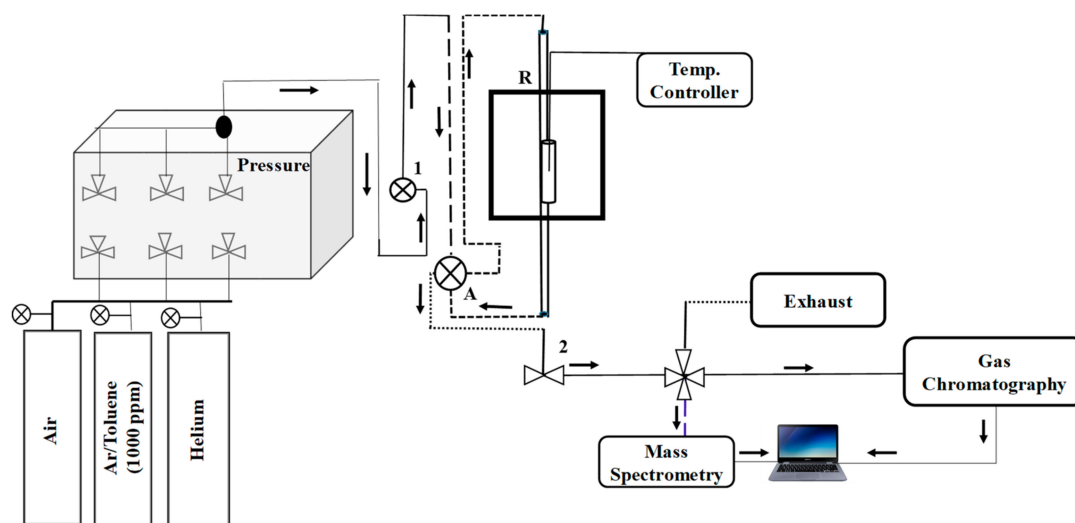 R
Temp.
Controller
Pressure
1
A
Exhaust
2
Gas
Chromatography
Mass
Spectrometry
Air
Ar/Toluene
(1000 ppm)
Helium